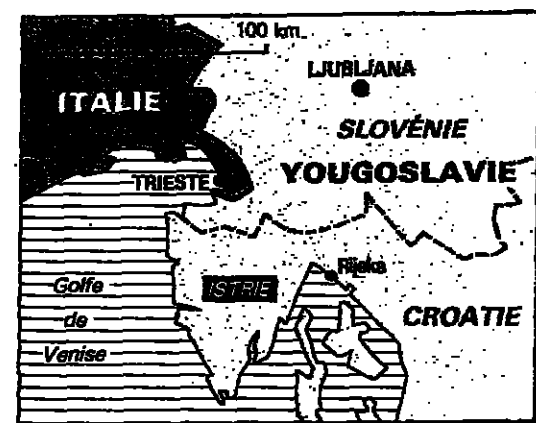 100 km
LJUBLJANA
ITALIE
SLOVÉNIE
TRIESTE
YOUGOSLAVIE
Rijeka
ISTRIE
Golfe
de
Venise
CROATIE